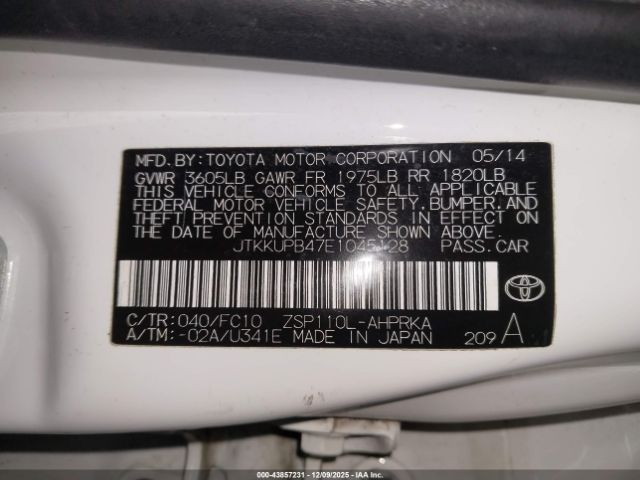 MFD.BY:TOYOTA MOTOR CORPORATION 05/14
GVWR 3605LB GAWR FR 1975LB RR 1820LB
THIS VEHICLE CONFORMS TO ALL APPLICABLE
FEDERAL MOTOR VEHICLE SAFETY,BUMPER,AND
THEFT PREVENTION STANDARDS IN EFFECT ON
THE DATE OF MANUFACTURE SHOWN ABOVE.
JTKKUPB47E1045128 PASS.CAR
C/TR:040/FC10 ZSP110L-AHPRKA
A/TM:-02A/U341E MADE IN JAPAN 209 A
000-43857231 - 12/09/2025 - IAAI.COM